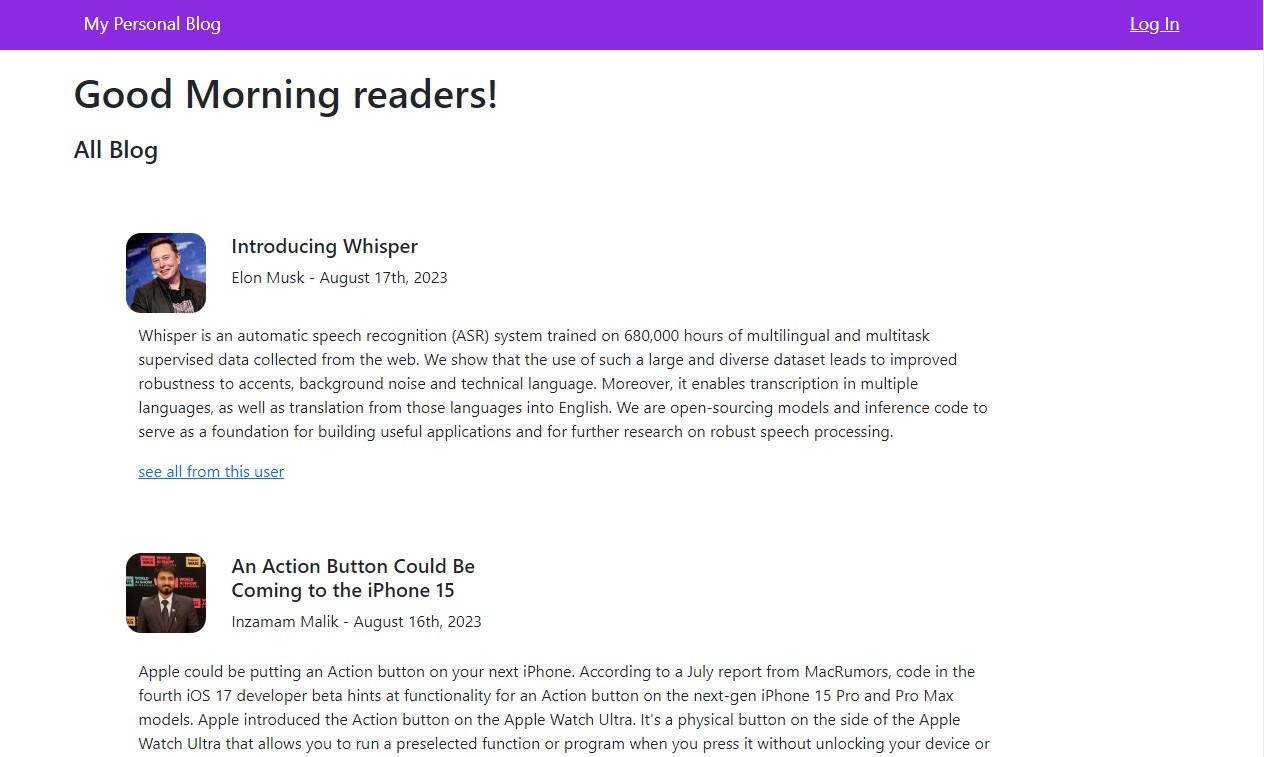 My Personal Blog
Log In
Good Morning readers!
All Blog
Introducing Whisper
Elon Musk - August 17th, 2023
Whisper is an automatic speech recognition (ASR) system trained on 680,000 hours of multilingual and multitask
supervised data collected from the web. We show that the use of such a large and diverse dataset leads to improved
robustness to accents, background noise and technical language. Moreover, it enables transcription in multiple
languages, as well as translation from those languages into English. We are open-sourcing models and inference code to
serve as a foundation for building useful applications and for further research on robust speech processing.
see all from this user
An Action Button Could Be
Coming to the iPhone 15
Inzamam Malik - August 16th, 2023
Apple could be putting an Action button on your next iPhone. According to a July report from MacRumors, code in the
fourth iOS 17 developer beta hints at functionality for an Action button on the next-gen iPhone 15 Pro and Pro Max
models. Apple introduced the Action button on the Apple Watch Ultra. It's a physical button on the side of the Apple
Watch Ultra that allows you to run a preselected function or program when you press it without unlocking your device or